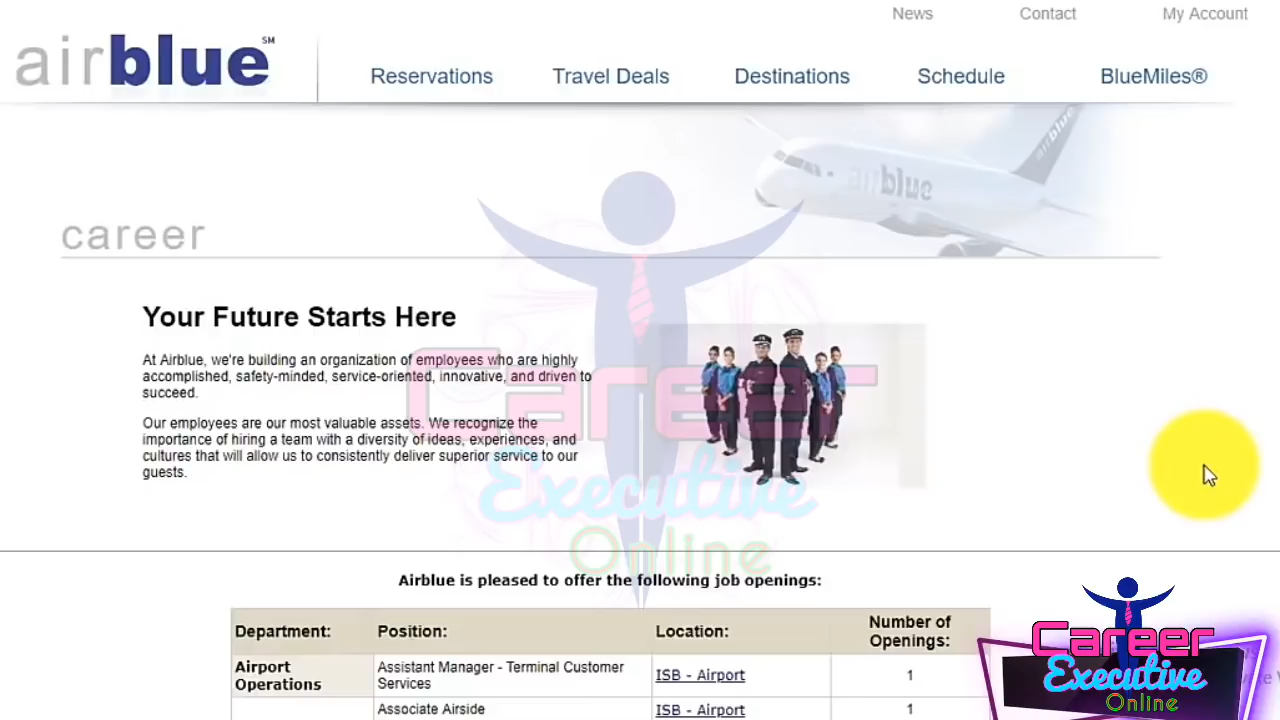 News Contact My Account
airblue SM
Reservations Travel Deals Destinations Schedule BlueMiles®
airblue
airblue
career
Your Future Starts Here
At Airblue, we're building an organization of employees who are highly
accomplished, safety-minded, service-oriented, innovative, and driven to
succeed.
Our employees are our most valuable assets. We recognize the
importance of hiring a team with a diversity of ideas, experiences, and
cultures that will allow us to consistently deliver superior service to our
guests.
Career
Executive
Online
Airblue is pleased to offer the following job openings:
Department: Position: Location: Number of
Openings:
Airport
Operations
Assistant Manager - Terminal Customer
Services
ISB - Airport 1
Associate Airside ISB - Airport 1
Career
Executive
Online